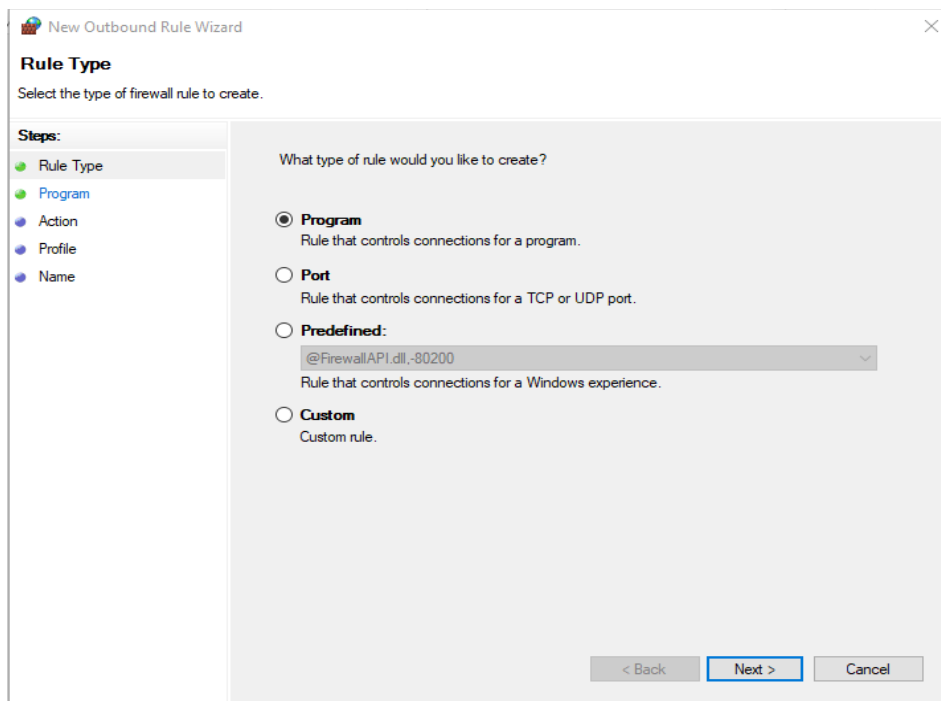 New Outbound Rule Wizard
Rule Type
Select the type of firewall rule to create.
Steps:
Rule Type
Program
Action
Profile
Name
What type of rule would you like to create?
Program
Rule that controls connections for a program.
Port
Rule that controls connections for a TCP or UDP port.
Predefined:
@FirewallAPI.dll,-80200
Rule that controls connections for a Windows experience.
Custom
Custom rule.
< Back
Next >
Cancel